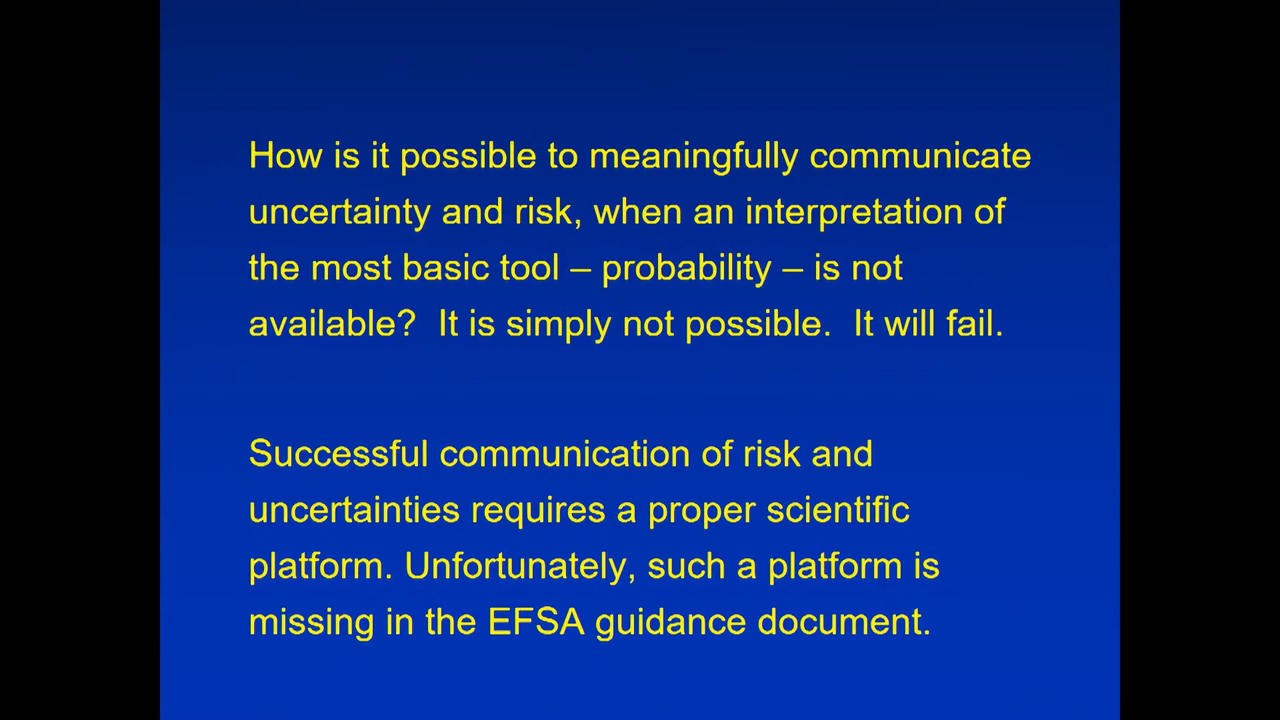 How is it possible to meaningfully communicate
uncertainty and risk, when an interpretation of
the most basic tool – probability – is not
available?  It is simply not possible.  It will fail.
Successful communication of risk and
uncertainties requires a proper scientific
platform. Unfortunately, such a platform is
missing in the EFSA guidance document.